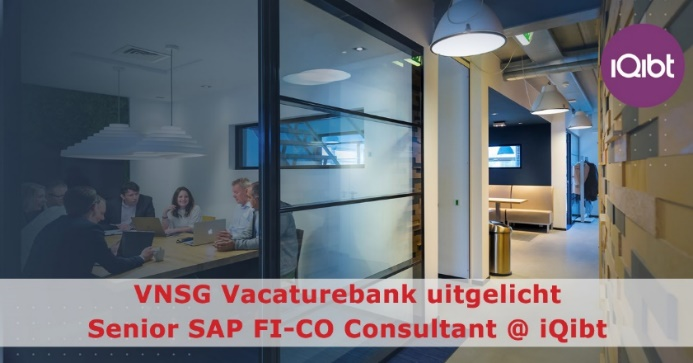 iQibt
VNSG Vacaturebank uitgelicht
Senior SAP FI-CO Consultant @ iQibt